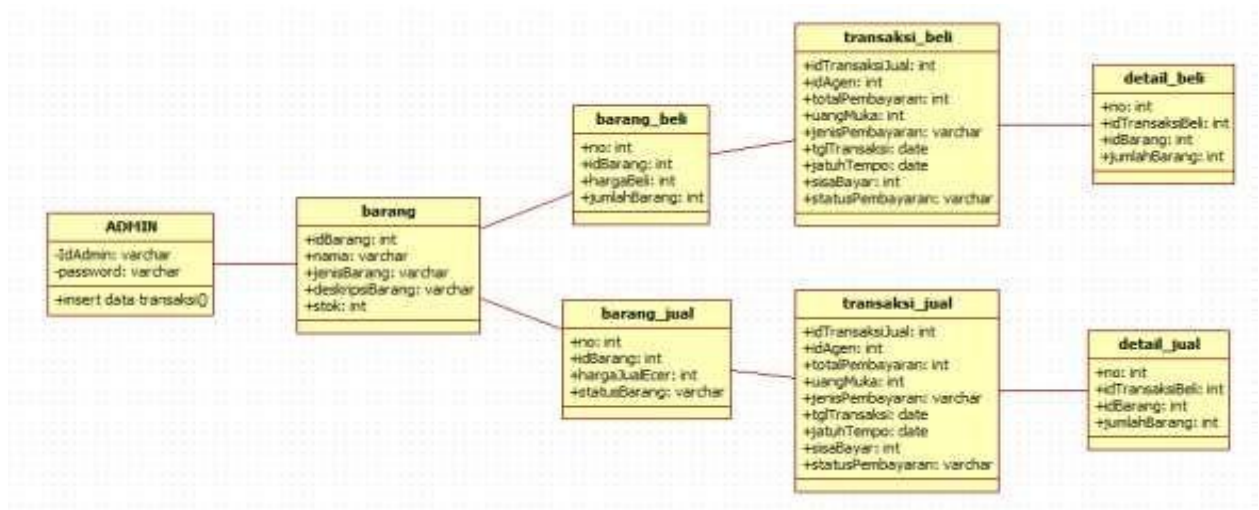 ADMIN
-IdAdmin: varchar
-password: varchar
+insert data transaksi()
barang
+idBarang: int
+nama: varchar
+jenisBarang: varchar
+deskripsiBarang: varchar
+stok: int
barang_beli
+no: int
+idBarang: int
+hargaBeli: int
+jumlahBarang: int
barang_jual
+no: int
+idBarang: int
+hargaJualEcer: int
+statusBarang: varchar
transaksi_beli
+idTransaksiJual: int
+idAgen: int
+totalPembayaran: int
+uangMuka: int
+jenisPembayaran: varchar
+tglTransaksi: date
+jatuhTempo: date
+sisaBayar: int
+statusPembayaran: varchar
transaksi_jual
+idTransaksiJual: int
+idAgen: int
+totalPembayaran: int
+uangMuka: int
+jenisPembayaran: varchar
+tglTransaksi: date
+jatuhTempo: date
+sisaBayar: int
+statusPembayaran: varchar
detail_beli
+no: int
+idTransaksiBeli: int
+idBarang: int
+jumlahBarang: int
detail_jual
+no: int
+idTransaksiBeli: int
+idBarang: int
+jumlahBarang: int